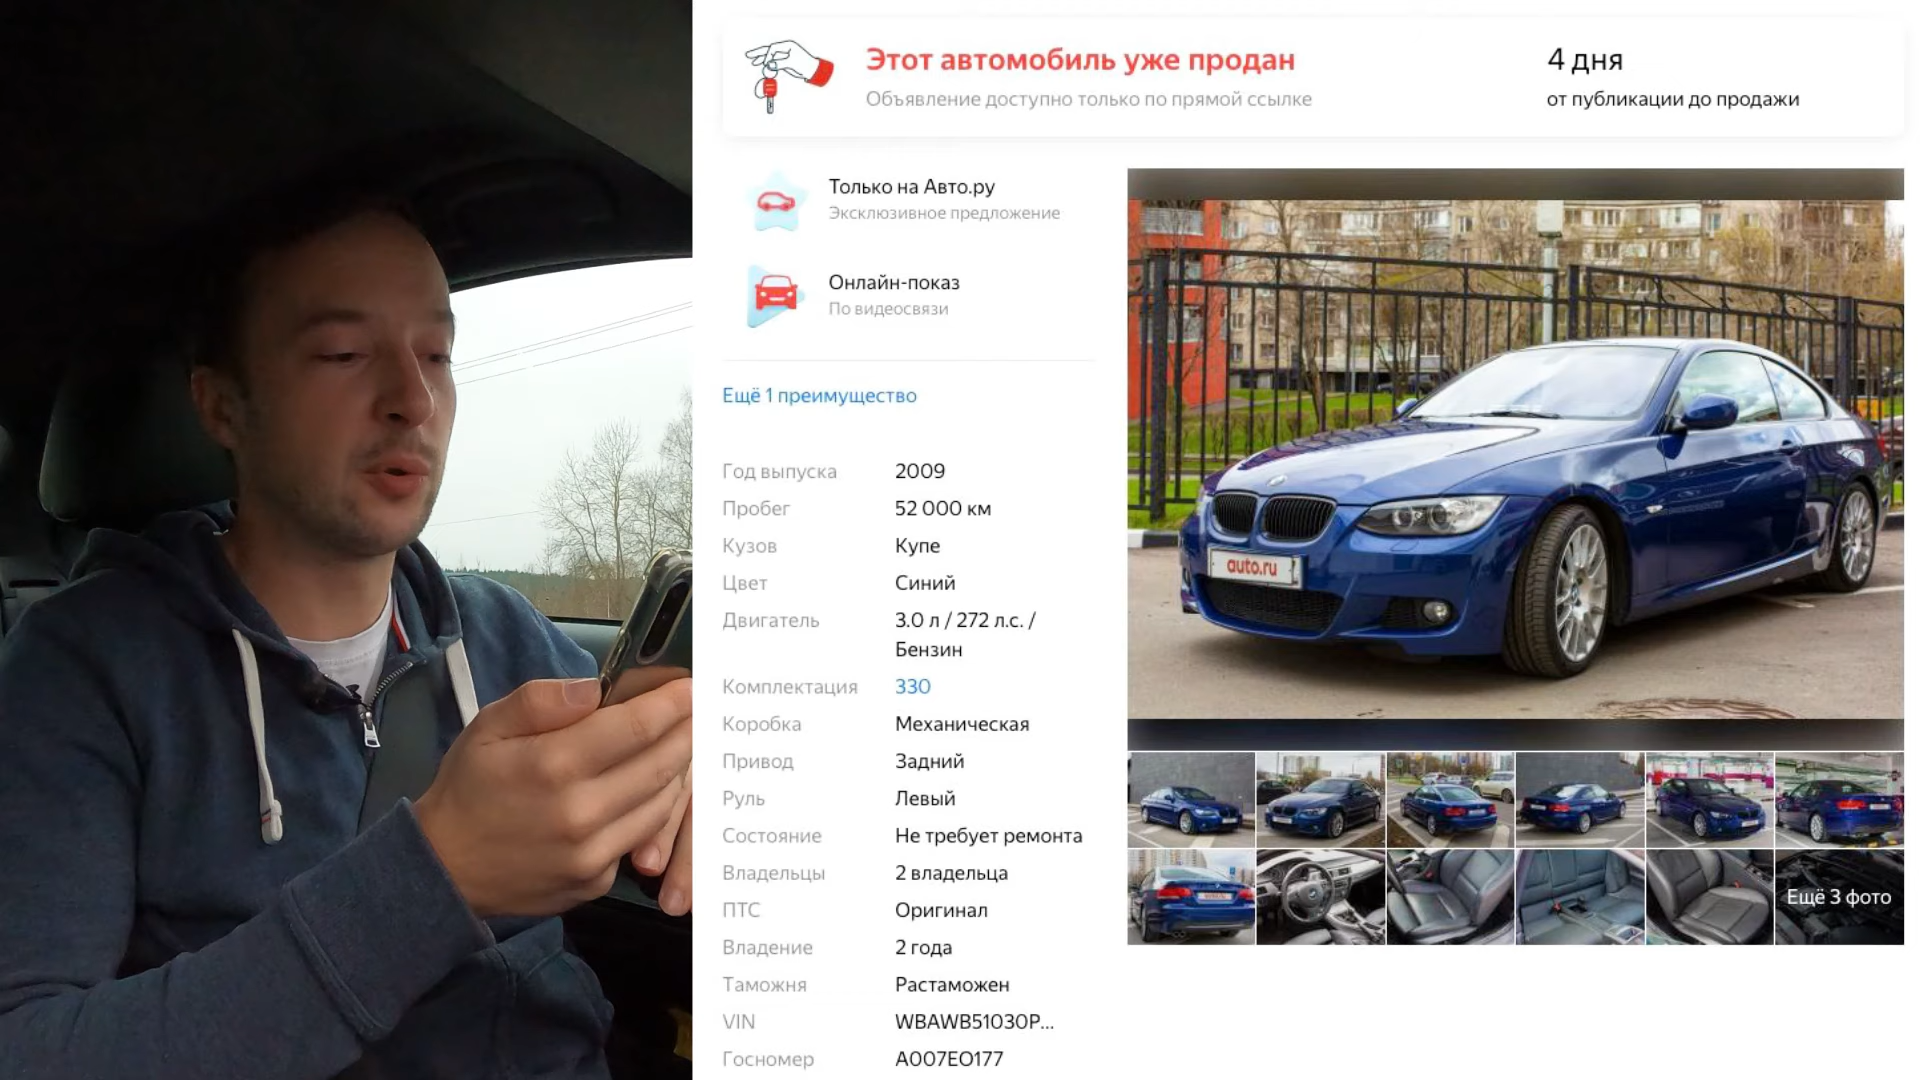 Этот автомобиль уже продан
Объявление доступно только по прямой ссылке
4 дня
от публикации до продажи
Только на Авто.ру
Эксклюзивное предложение
Онлайн-показ
По видеосвязи
Ещё 1 преимущество
Год выпуска 2009
Пробег 52 000 км
Кузов Купе
Цвет Синий
Двигатель 3.0 л / 272 л.с. /
Бензин
Комплектация 330
Коробка Механическая
Привод Задний
Руль Левый
Состояние Не требует ремонта
Владельцы 2 владельца
ПТС Оригинал
Владение 2 года
Таможня Растаможен
VIN WBAWB51030P...
Госномер А007ЕО177
auto.ru
Ещё 3 фото